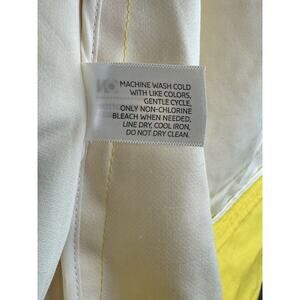 MACHINE WASH COLD
WITH LIKE COLORS,
GENTLE CYCLE,
ONLY NON-CHLORINE
BLEACH WHEN NEEDED,
LINE DRY, COOL IRON,
DO NOT DRY CLEAN.